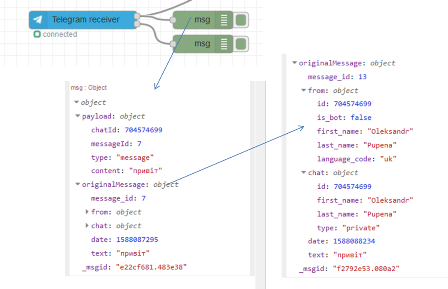 Telegram receiver
connected
msg
msg
msg : Object
object
payload: object
chatId: 704574699
messageId: 7
type: "message"
content: "привіт"
originalMessage: object
message_id: 7
from: object
chat: object
date: 1588087295
text: "привіт"
_msgid: "e22cf681.483e38"
originalMessage: object
message_id: 13
from: object
id: 704574699
is_bot: false
first_name: "Oleksandr"
last_name: "Pupena"
language_code: "uk"
chat: object
id: 704574699
first_name: "Oleksandr"
last_name: "Pupena"
type: "private"
date: 1588088234
text: "привіт"
_msgid: "f2792e53.080a2"